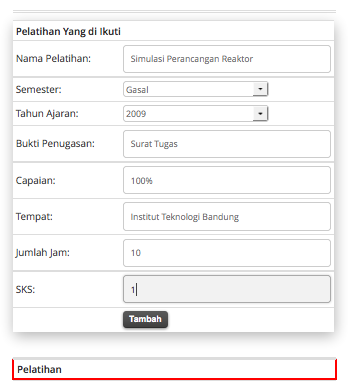 Pelatihan Yang di Ikuti
Nama Pelatihan: Simulasi Perancangan Reaktor
Semester: Gasal
Tahun Ajaran: 2009
Bukti Penugasan: Surat Tugas
Capaian: 100%
Tempat: Institut Teknologi Bandung
Jumlah Jam: 10
SKS: 1
Tambah
Pelatihan